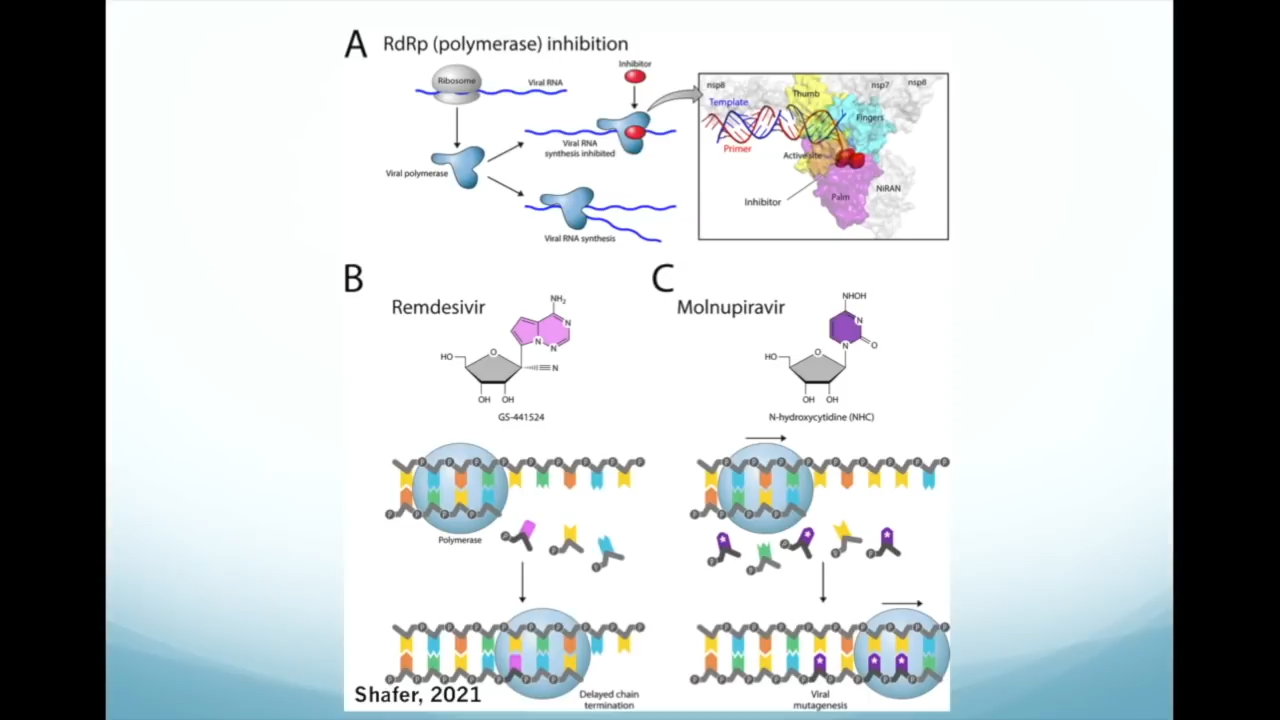 A RdRp (polymerase) inhibition
Ribosome
Viral RNA
Inhibitor
Viral polymerase
Viral RNA
synthesis inhibited
Viral RNA synthesis
nsp8
Thumb
nsp7
nsp8
Template
Fingers
Primer
Active site
Inhibitor
Palm
NiRAN
B
Remdesivir
NH₂
N
N
N
HO
O
≡N
OH
OH
GS-441524
Polymerase
Delayed chain
termination
C
Molnupiravir
NHOH
N
N
O
HO
O
OH
OH
N-hydroxycytidine (NHC)
Viral
mutagenesis
Shafer, 2021